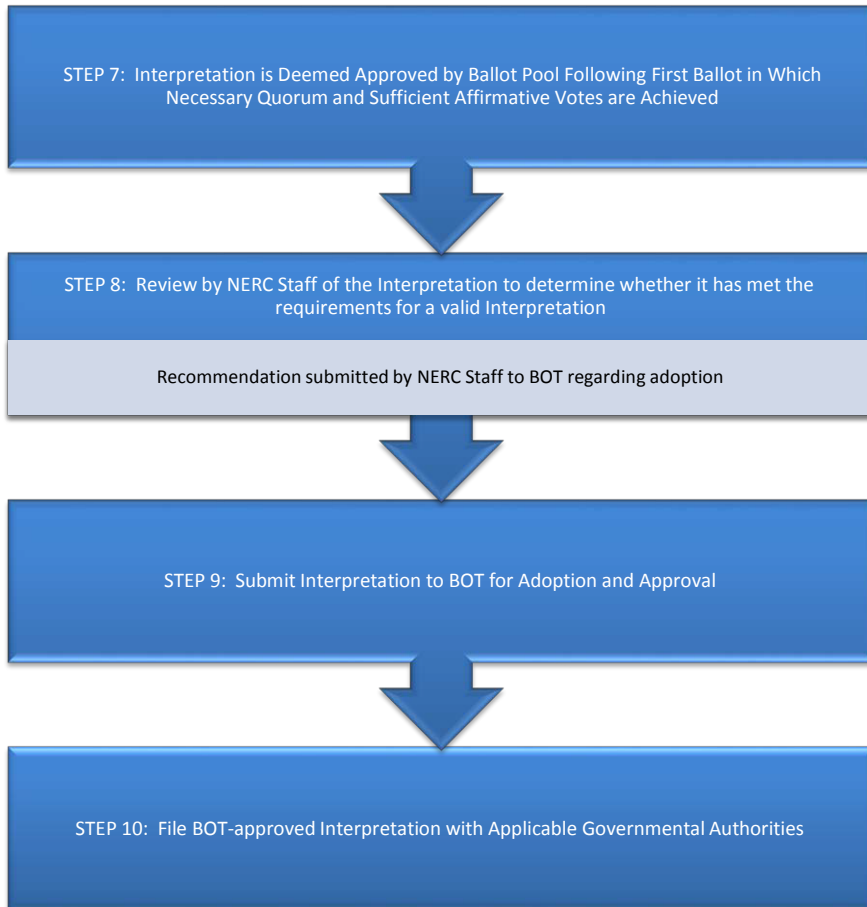 STEP 7:  Interpretation is Deemed Approved by Ballot Pool Following First Ballot in Which
Necessary Quorum and Sufficient Affirmative Votes are Achieved
STEP 8:  Review by NERC Staff of the Interpretation to determine whether it has met the
requirements for a valid Interpretation
Recommendation submitted by NERC Staff to BOT regarding adoption
STEP 9:  Submit Interpretation to BOT for Adoption and Approval
STEP 10:  File BOT-approved Interpretation with Applicable Governmental Authorities